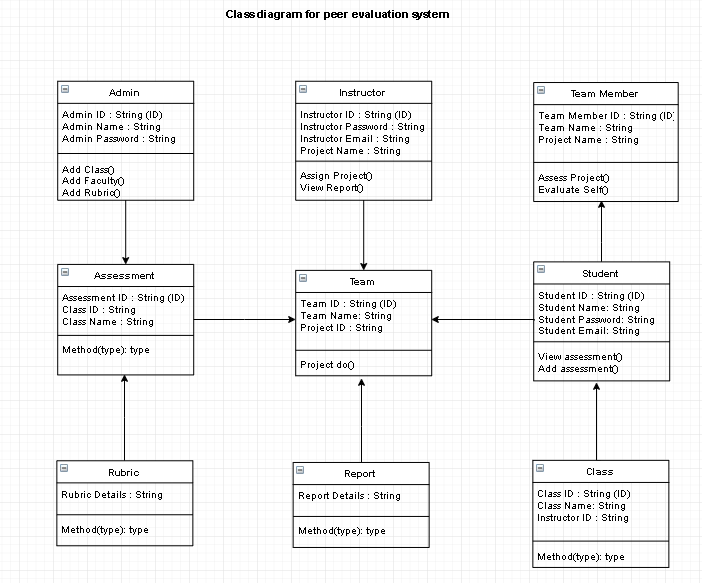 Class diagram for peer evaluation system
Admin
Admin ID : String (ID)
Admin Name : String
Admin Password : String
Add Class()
Add Faculty()
Add Rubric()
Instructor
Instructor ID : String (ID)
Instructor Password : String
Instructor Email : String
Project Name : String
Assign Project()
View Report()
Team Member
Team Member ID : String (ID)
Team Name : String
Project Name : String
Assess Project()
Evaluate Self()
Assessment
Assessment ID : String (ID)
Class ID : String
Class Name : String
Method(type): type
Team
Team ID : String (ID)
Team Name: String
Project ID : String
Project do()
Student
Student ID : String (ID)
Student Name: String
Student Password: String
Student Email: String
View assessment()
Add assessment()
Rubric
Rubric Details : String
Method(type): type
Report
Report Details : String
Method(type): type
Class
Class ID : String (ID)
Class Name: String
Instructor ID : String
Method(type): type